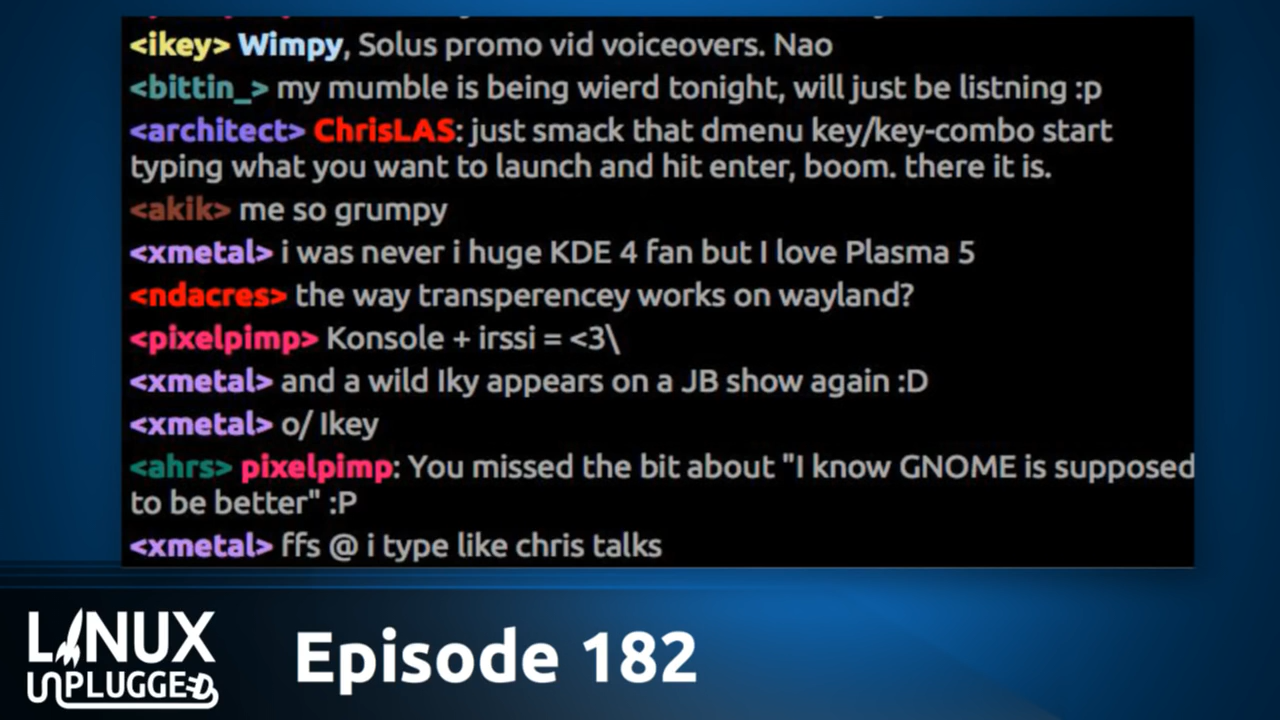 <ikey> Wimpy, Solus promo vid voiceovers. Nao
<bittin_> my mumble is being wierd tonight, will just be listning :p
<architect> ChrisLAS: just smack that dmenu key/key-combo start
typing what you want to launch and hit enter, boom. there it is.
<akik> me so grumpy
<xmetal> i was never i huge KDE 4 fan but I love Plasma 5
<ndacres> the way transperencey works on wayland?
<pixelpimp> Konsole + irssi = <3\
<xmetal> and a wild Iky appears on a JB show again :D
<xmetal> o/ Ikey
<ahrs> pixelpimp: You missed the bit about "I know GNOME is supposed
to be better" :P
<xmetal> ffs @ i type like chris talks
LINUX
UNPLUGGED
Episode 182